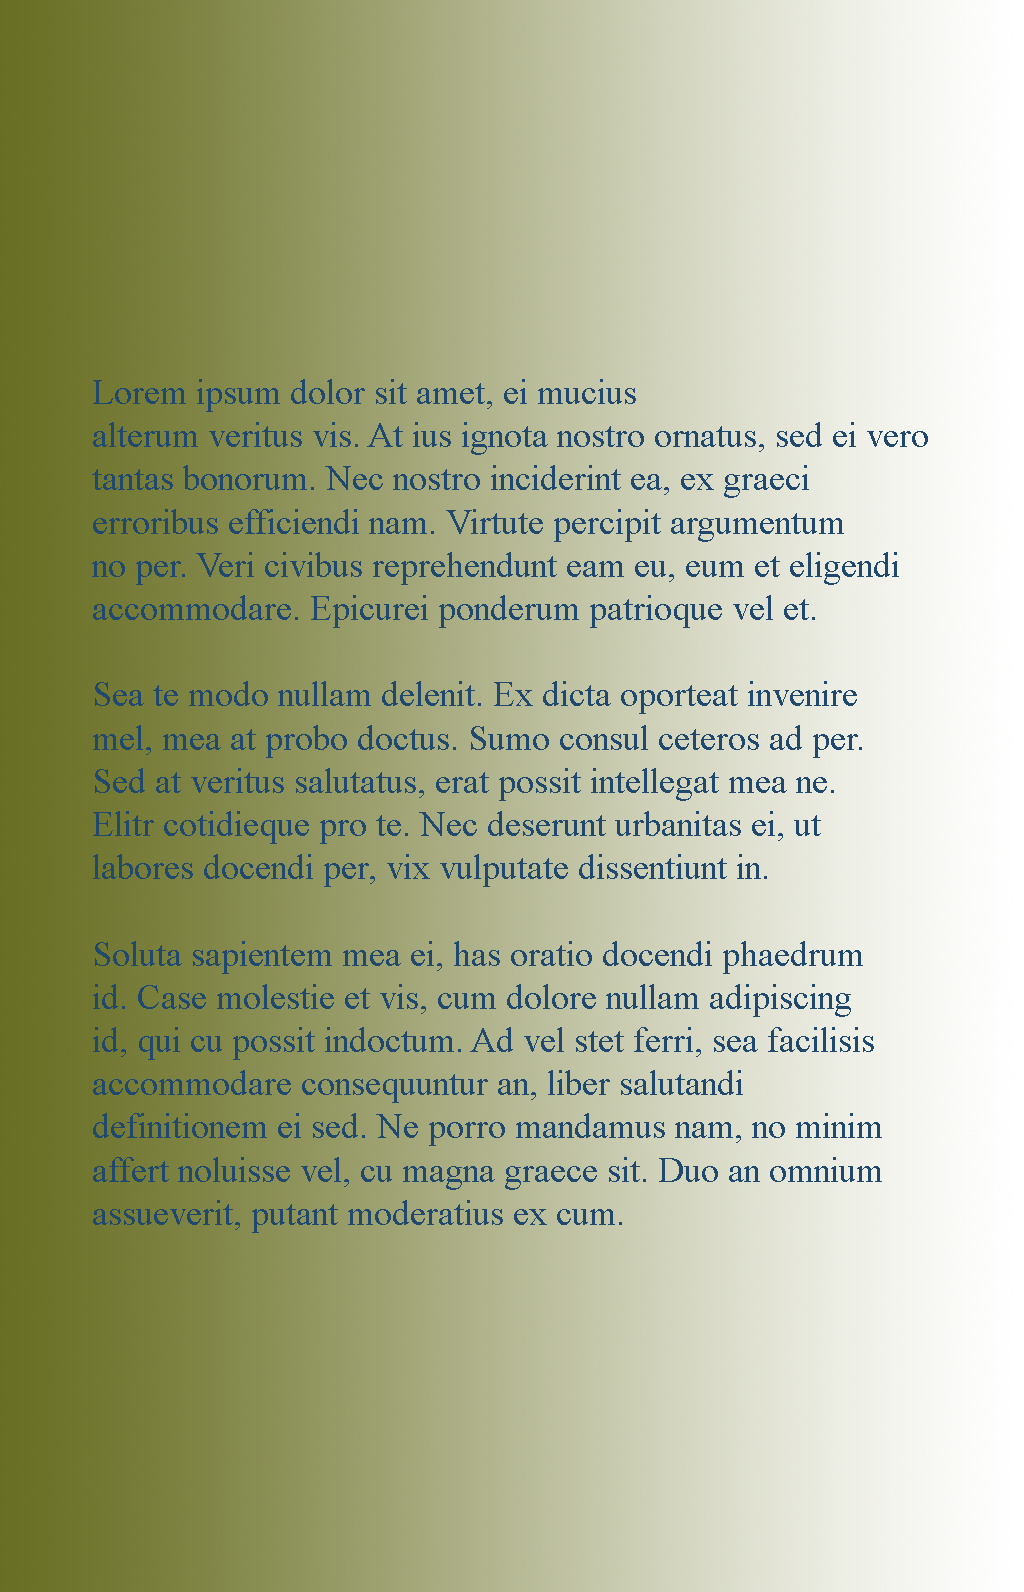 Lorem ipsum dolor sit amet, ei mucius
alterum veritus vis. At ius ignota nostro ornatus, sed ei vero
tantas bonorum. Nec nostro inciderint ea, ex graeci
erroribus efficiendi nam. Virtute percipit argumentum
no per. Veri civibus reprehendunt eam eu, eum et eligendi
accommodare. Epicurei ponderum patrioque vel et.

Sea te modo nullam delenit. Ex dicta oporteat invenire
mel, mea at probo doctus. Sumo consul ceteros ad per.
Sed at veritus salutatus, erat possit intellegat mea ne.
Elitr cotidieque pro te. Nec deserunt urbanitas ei, ut
labores docendi per, vix vulputate dissentiunt in.

Soluta sapientem mea ei, has oratio docendi phaedrum
id. Case molestie et vis, cum dolore nullam adipiscing
id, qui cu possit indoctum. Ad vel stet ferri, sea facilisis
accommodare consequuntur an, liber salutandi
definitionem ei sed. Ne porro mandamus nam, no minim
affert noluisse vel, cu magna graece sit. Duo an omnium
assueverit, putant moderatius ex cum.